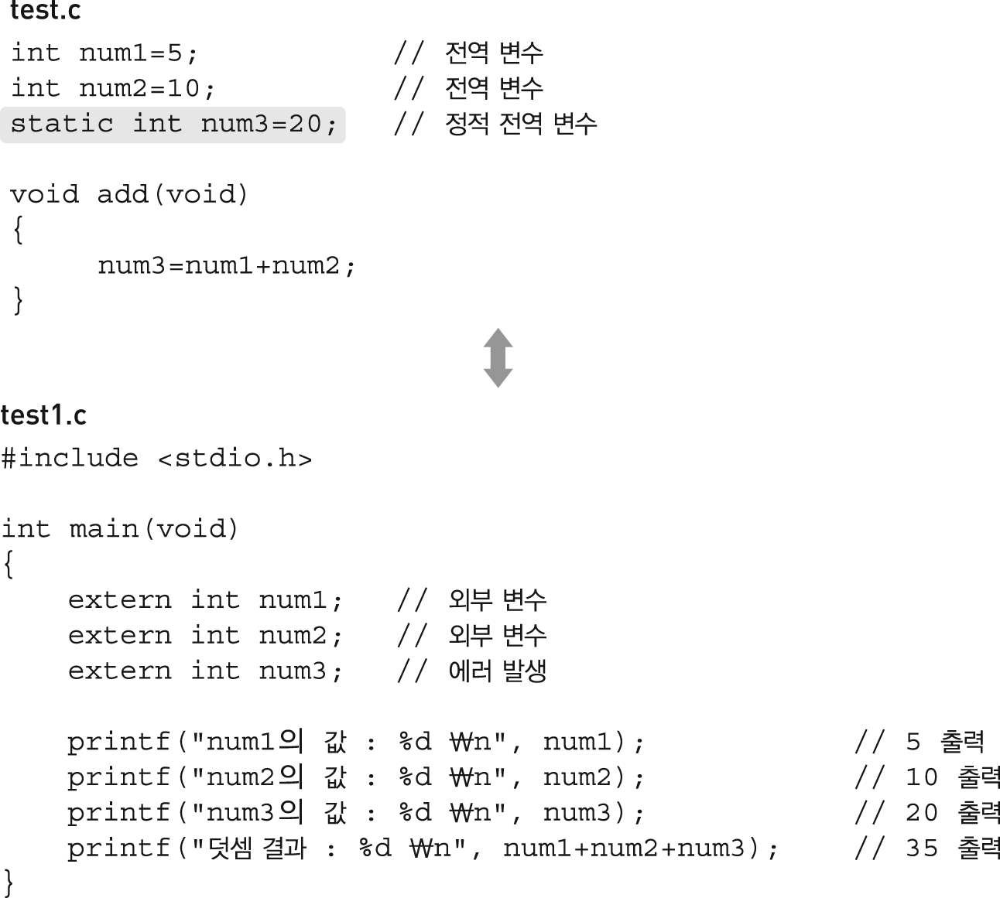 test.c
int num1=5; // 전역 변수
int num2=10; // 전역 변수
static int num3=20; // 정적 전역 변수
void add(void)
{
num3=num1+num2;
}
test1.c
#include <stdio.h>
int main(void)
{
extern int num1; // 외부 변수
extern int num2; // 외부 변수
extern int num3; // 에러 발생
printf("num1의 값 : %d ₩n", num1); // 5 출력
printf("num2의 값 : %d ₩n", num2); // 10 출력
printf("num3의 값 : %d ₩n", num3); // 20 출력
printf("덧셈 결과 : %d ₩n", num1+num2+num3); // 35 출력
}